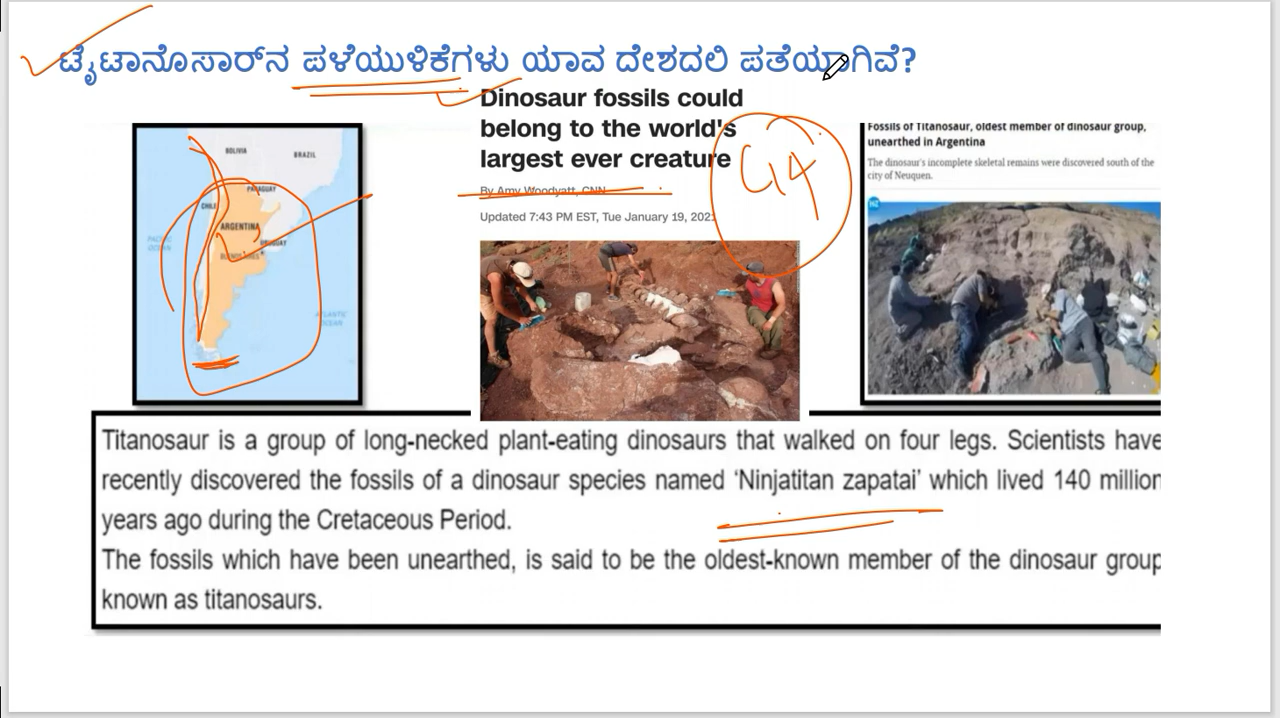 ಟೈಟಾನೊಸಾರ್‌ನ ಪಳೆಯುಳಿಕೆಗಳು ಯಾವ ದೇಶದಲಿ ಪತೆಯಾಗಿವೆ?
Dinosaur fossils could
belong to the world's
largest ever creature
By Amy Woodyatt, CNN
Updated 7:43 PM EST, Tue January 19, 202
C14
Fossils of Titanosaur, oldest member of dinosaur group,
unearthed in Argentina
The dinosaur's incomplete skeletal remains were discovered south of the
city of Neuquen.
BOLIVIA
BRAZIL
PARAGUAY
CHILE
ARGENTINA
URUGUAY
PACIFIC
OCEAN
BUENOS AIRES
ATLANTIC
OCEAN
Titanosaur is a group of long-necked plant-eating dinosaurs that walked on four legs. Scientists have
recently discovered the fossils of a dinosaur species named ‘Ninjatitan zapatai’ which lived 140 million
years ago during the Cretaceous Period.
The fossils which have been unearthed, is said to be the oldest-known member of the dinosaur group
known as titanosaurs.